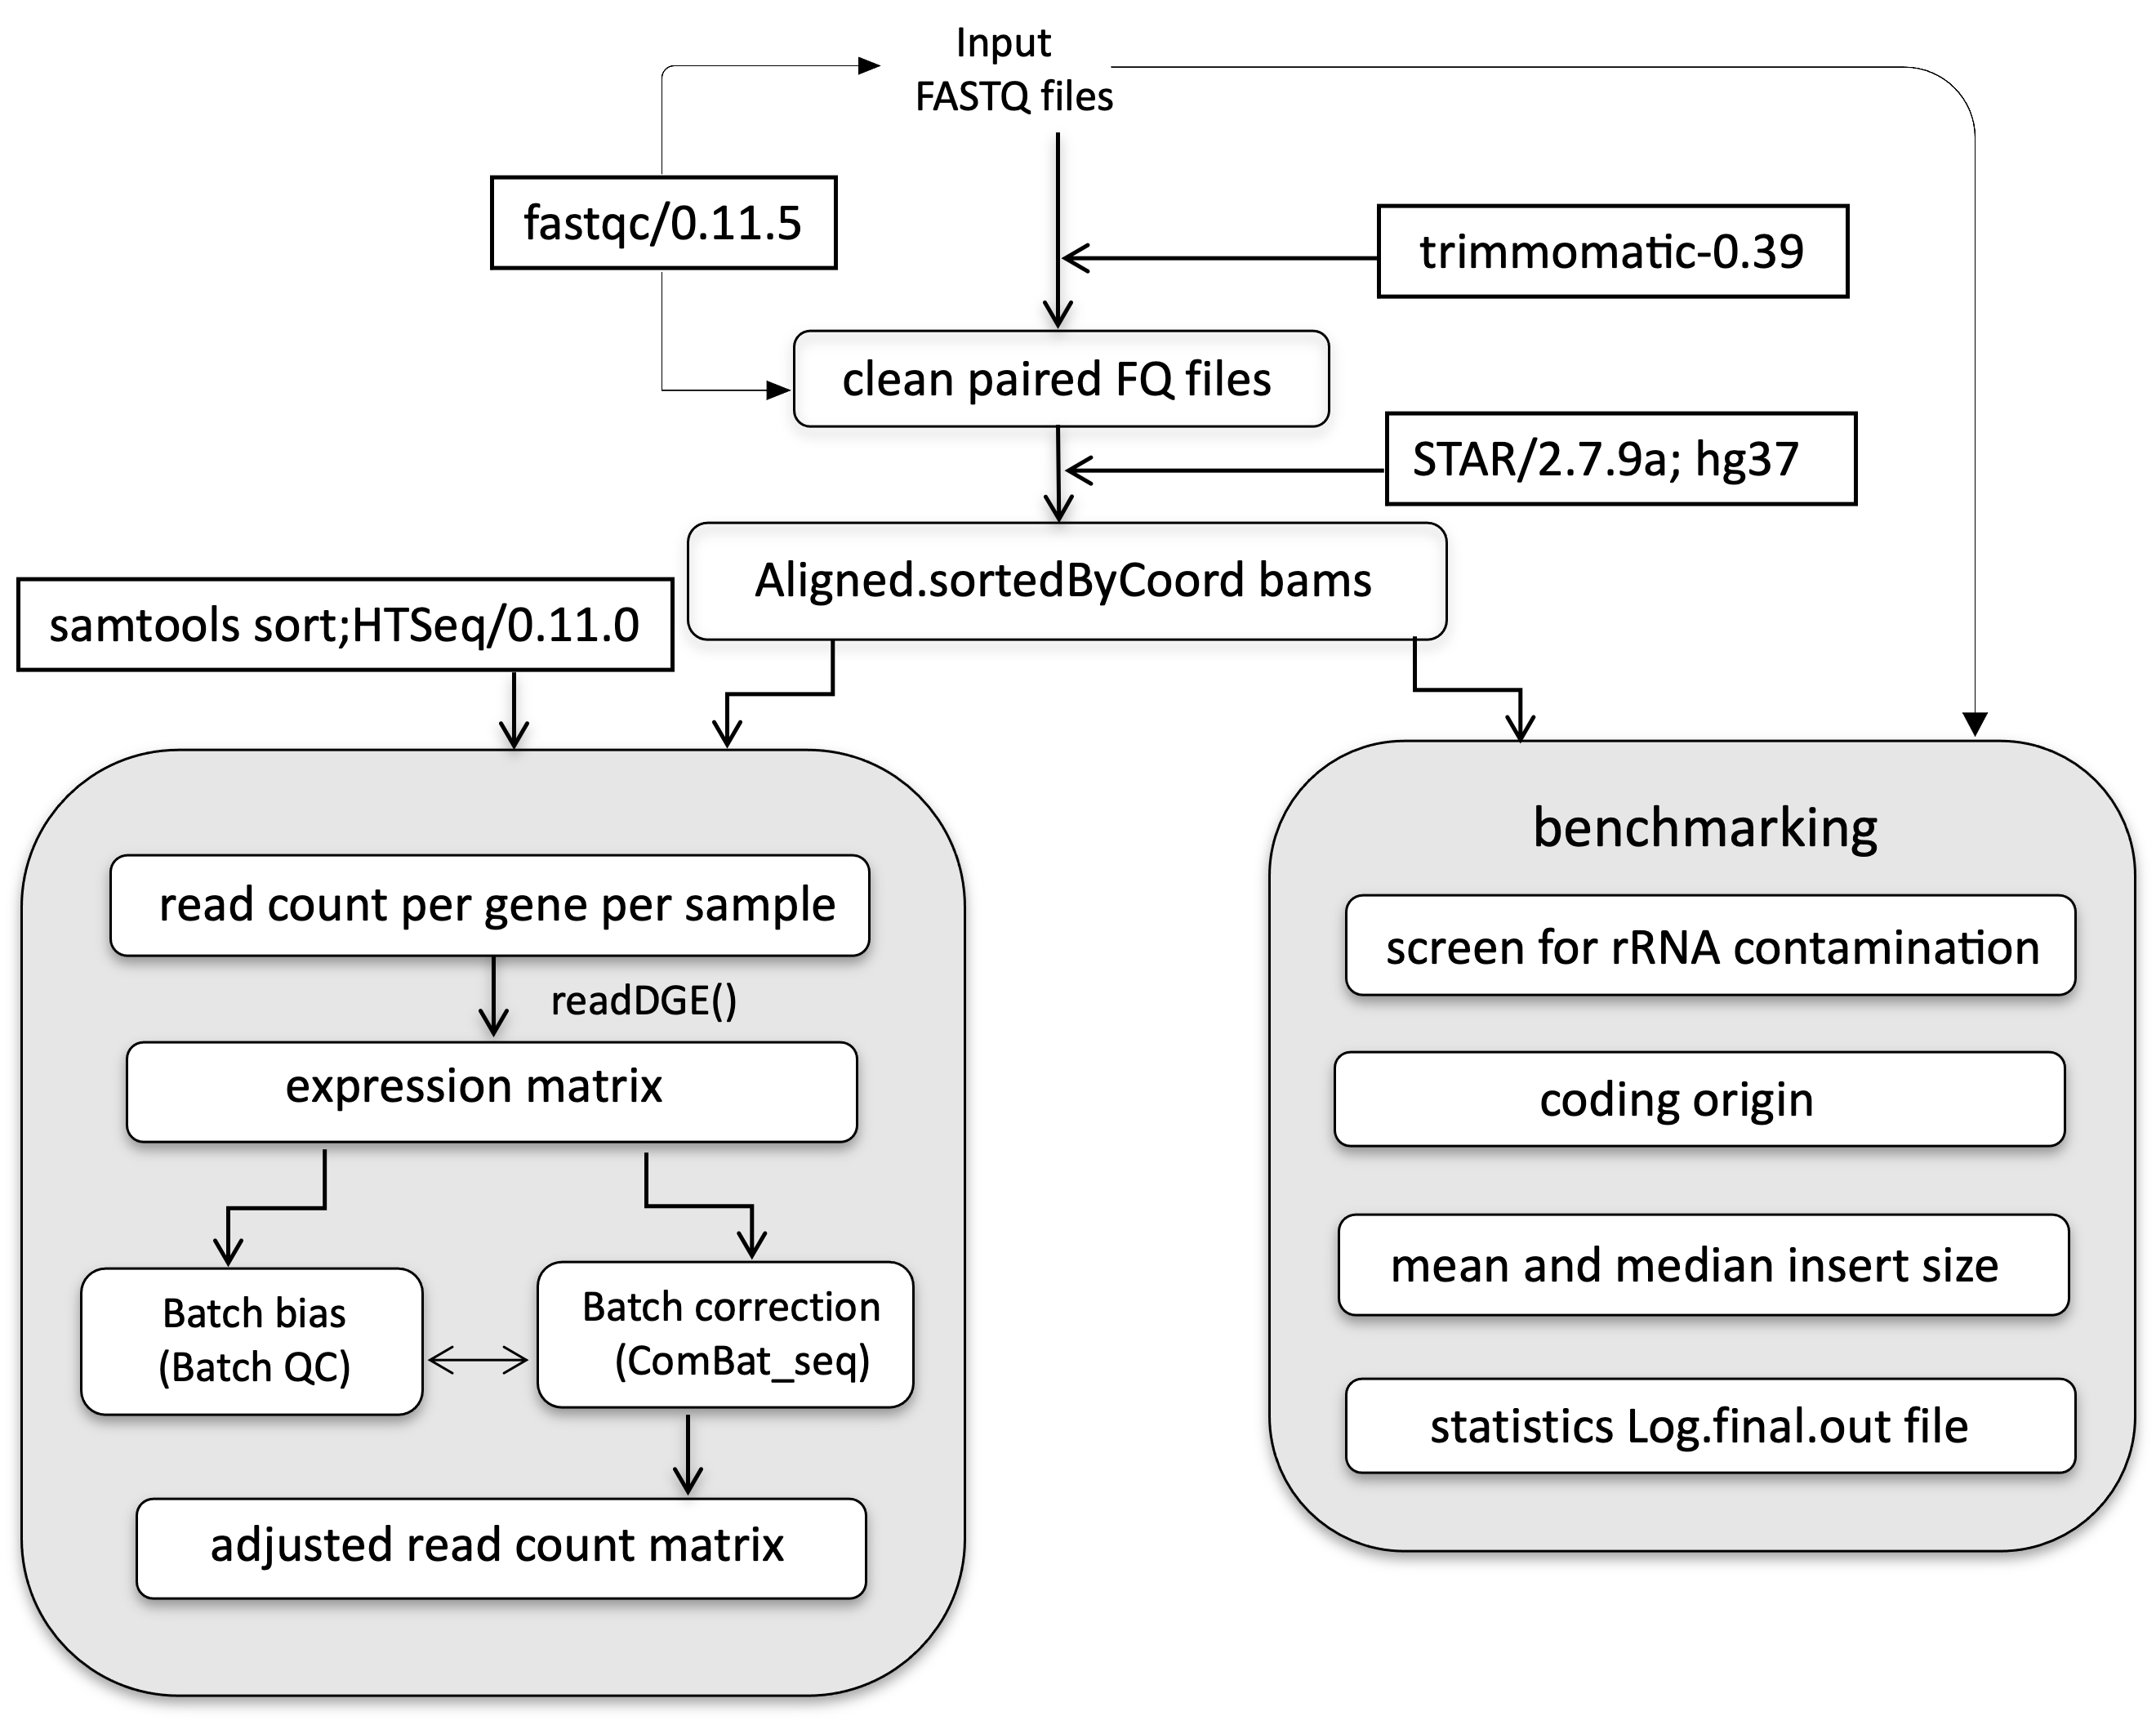 Input
FASTQ files
fastqc/0.11.5
trimmomatic-0.39
clean paired FQ files
STAR/2.7.9a; hg37
Aligned.sortedByCoord bams
samtools sort;HTSeq/0.11.0
read count per gene per sample
readDGE()
expression matrix
Batch bias
(Batch QC)
Batch correction
(ComBat_seq)
adjusted read count matrix
benchmarking
screen for rRNA contamination
coding origin
mean and median insert size
statistics Log.final.out file